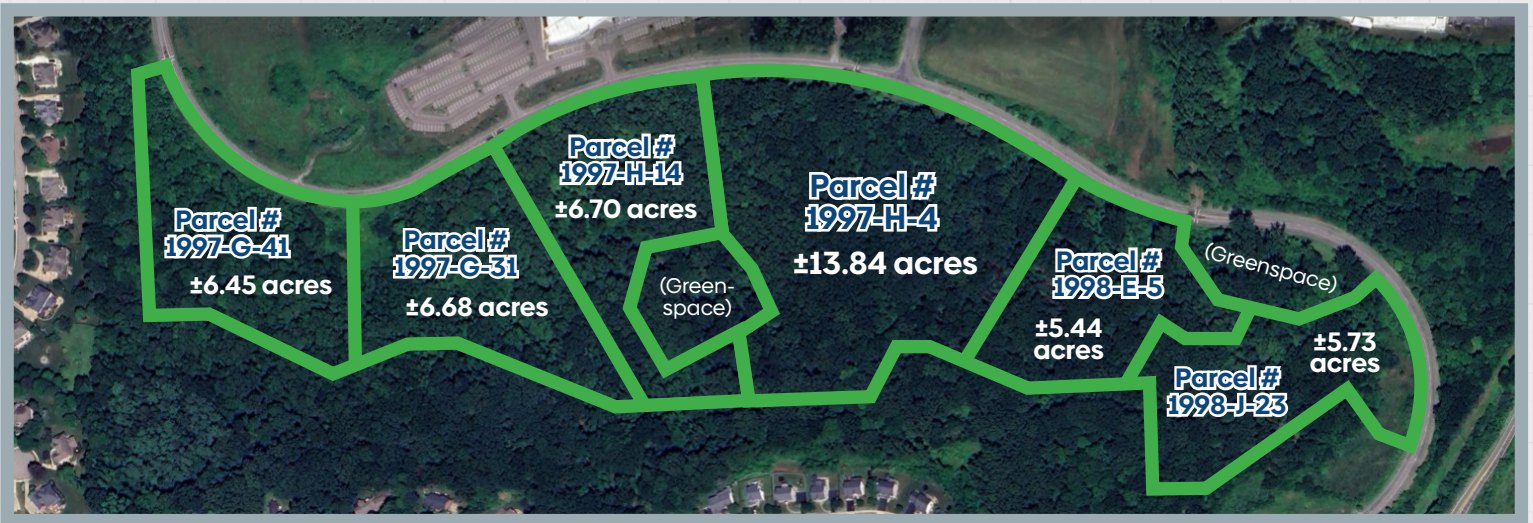 Parcel #
1997-G-41
±6.45 acres
Parcel #
1997-G-31
±6.68 acres
Parcel #
1997-H-14
±6.70 acres
(Green-
space)
Parcel #
1997-H-4
±13.84 acres
Parcel #
1998-E-5
±5.44
acres
(Greenspace)
±5.73
acres
Parcel #
1998-J-23